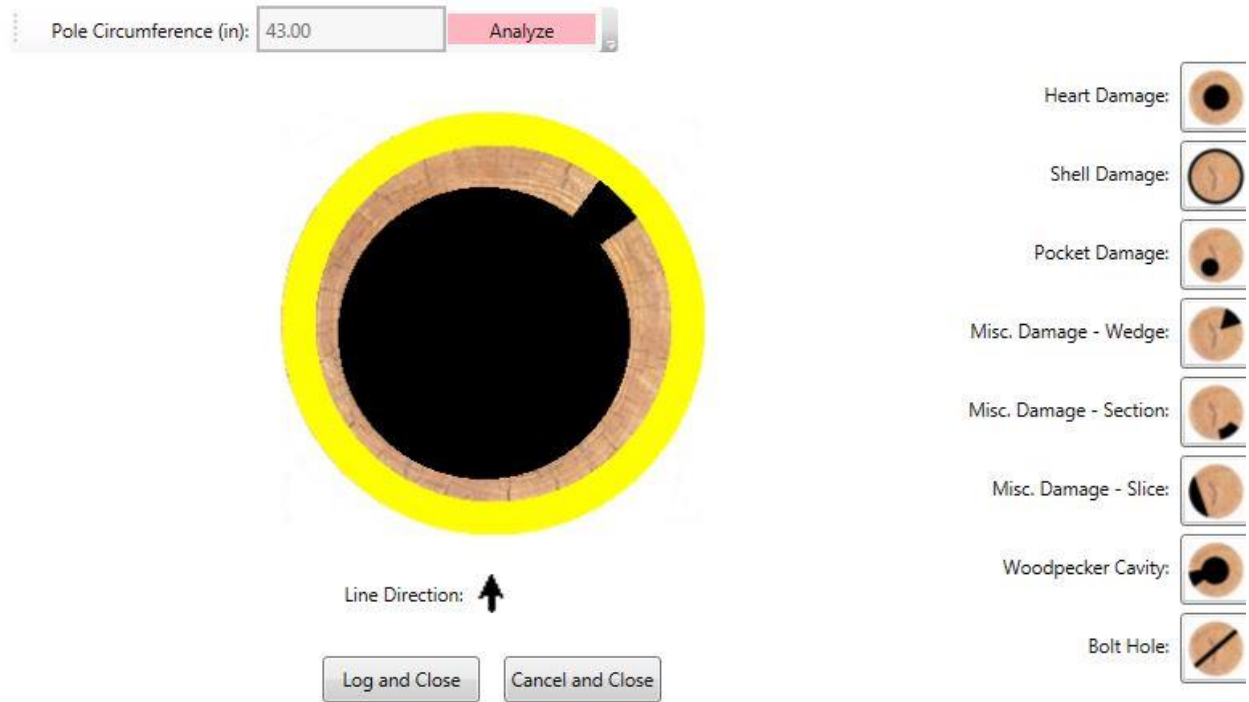 Pole Circumference (in): 43.00 Analyze
Heart Damage:
Shell Damage:
Pocket Damage:
Misc. Damage - Wedge:
Misc. Damage - Section:
Misc. Damage - Slice:
Woodpecker Cavity:
Bolt Hole:
Line Direction:
Log and Close Cancel and Close